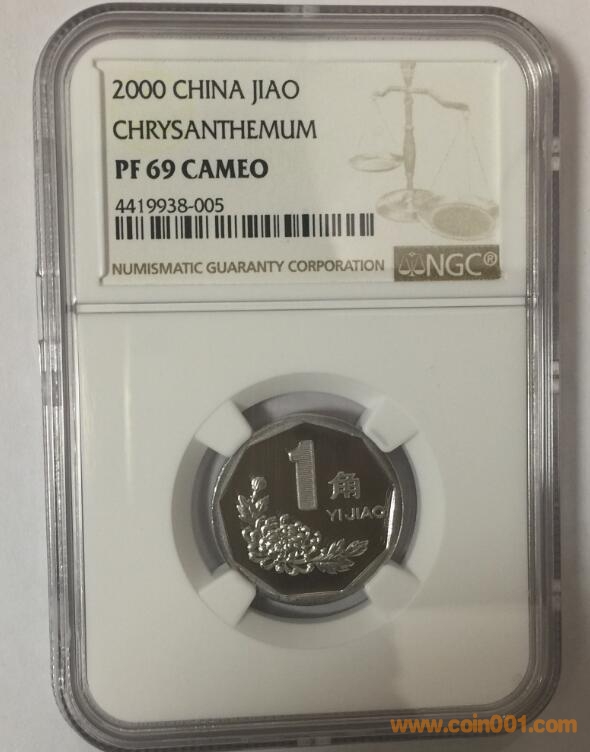 2000 CHINA JIAO
CHRYSANTHEMUM
PF 69 CAMEO
4419938-005
NUMISMATIC GUARANTY CORPORATION
NGC®
1角
YI JIAO
www.coin001.com